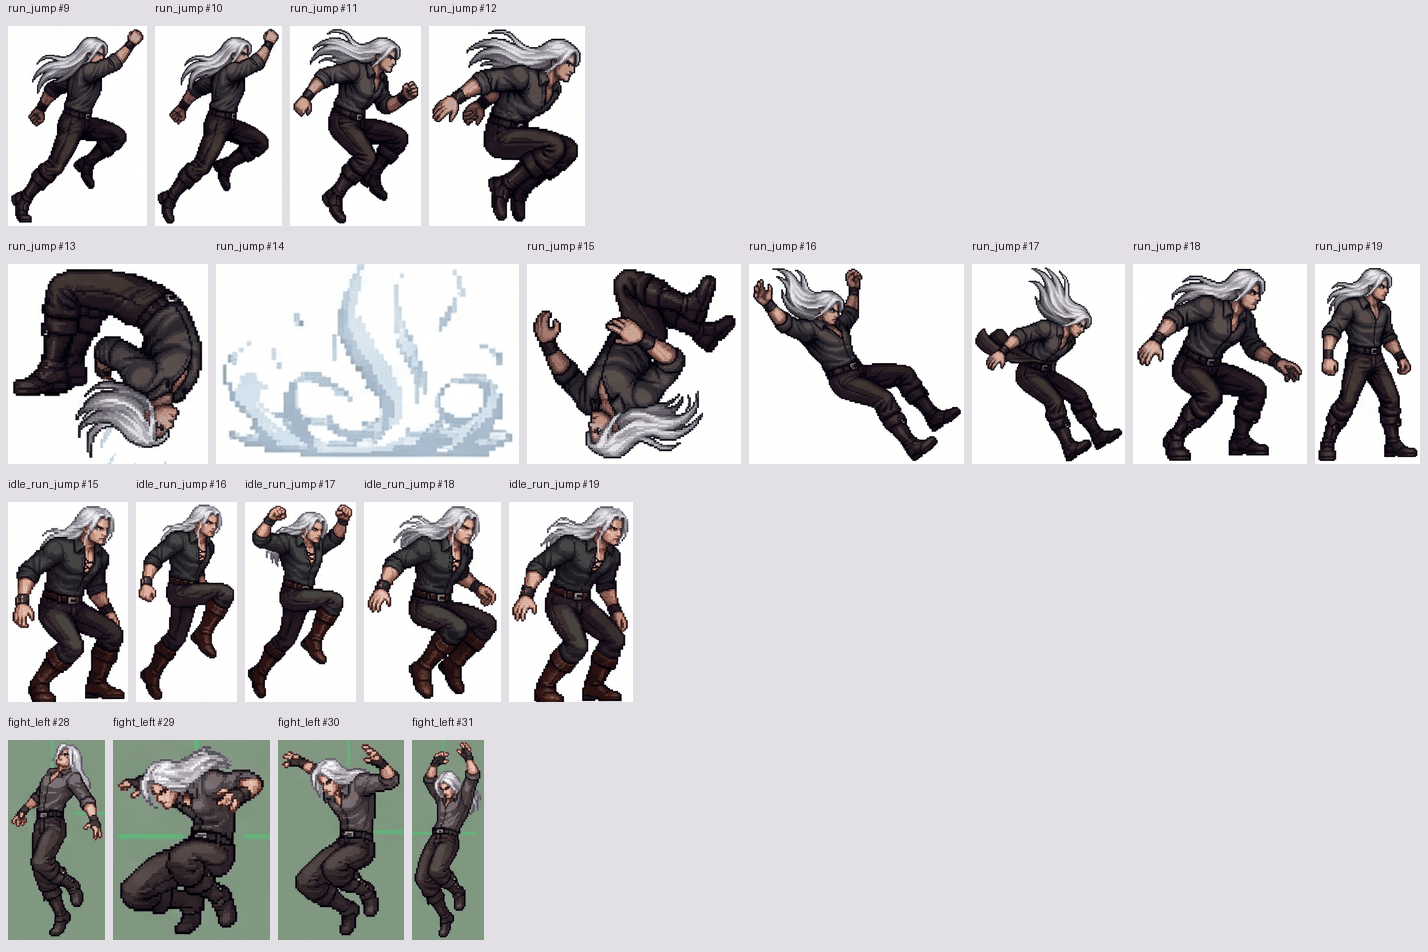 run_jump #9
run_jump #10
run_jump #11
run_jump #12
run_jump #13
run_jump #14
run_jump #15
run_jump #16
run_jump #17
run_jump #18
run_jump #19
idle_run_jump #15
idle_run_jump #16
idle_run_jump #17
idle_run_jump #18
idle_run_jump #19
fight_left #28
fight_left #29
fight_left #30
fight_left #31